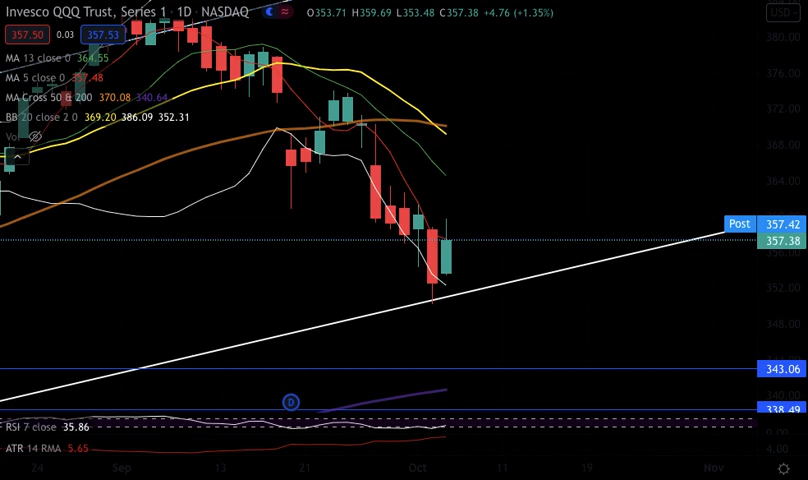 Invesco QQQ Trust, Series 1 · 1D · NASDAQ O353.71 H359.69 L353.48 C357.38 +4.76 (+1.35%) USD
380.00
357.50 0.03 357.53
MA 13 close 0 364.55
376.00
MA 5 close 0 357.48
MA Cross 50 & 200 370.08 340.64
BB 20 close 2 0 369.20 386.09 352.31
372.00
Vol
368.00
364.00
Post 357.42
357.38
356.00
352.00
348.00
343.06
D
338.49
RSI 7 close 35.86
ATR 14 RMA 5.65
4.00
24 Sep 13 21 Oct 11 19 Nov